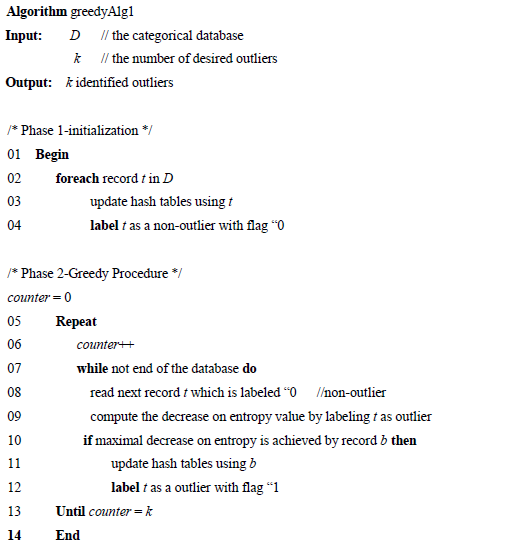 Algorithm greedyAlg1
Input: D // the categorical database
k // the number of desired outliers
Output: k identified outliers
/* Phase 1-initialization */
01 Begin
02 foreach record t in D
03 update hash tables using t
04 label t as a non-outlier with flag “0
/* Phase 2-Greedy Procedure */
counter = 0
05 Repeat
06 counter++
07 while not end of the database do
08 read next record t which is labeled “0 //non-outlier
09 compute the decrease on entropy value by labeling t as outlier
10 if maximal decrease on entropy is achieved by record b then
11 update hash tables using b
12 label t as a outlier with flag “1
13 Until counter = k
14 End